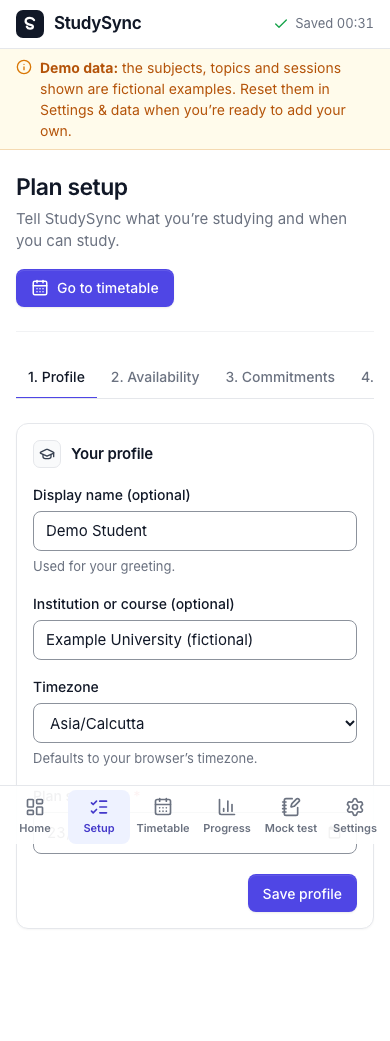 S StudySync
Saved 00:31
Demo data: the subjects, topics and sessions
shown are fictional examples. Reset them in
Settings & data when you’re ready to add your
own.
Plan setup
Tell StudySync what you’re studying and when
you can study.
Go to timetable
1. Profile 2. Availability 3. Commitments 4.
Your profile
Display name (optional)
Demo Student
Used for your greeting.
Institution or course (optional)
Example University (fictional)
Timezone
Asia/Calcutta
Defaults to your browser’s timezone.
Plan
Home Setup Timetable Progress Mock test Settings
Save profile